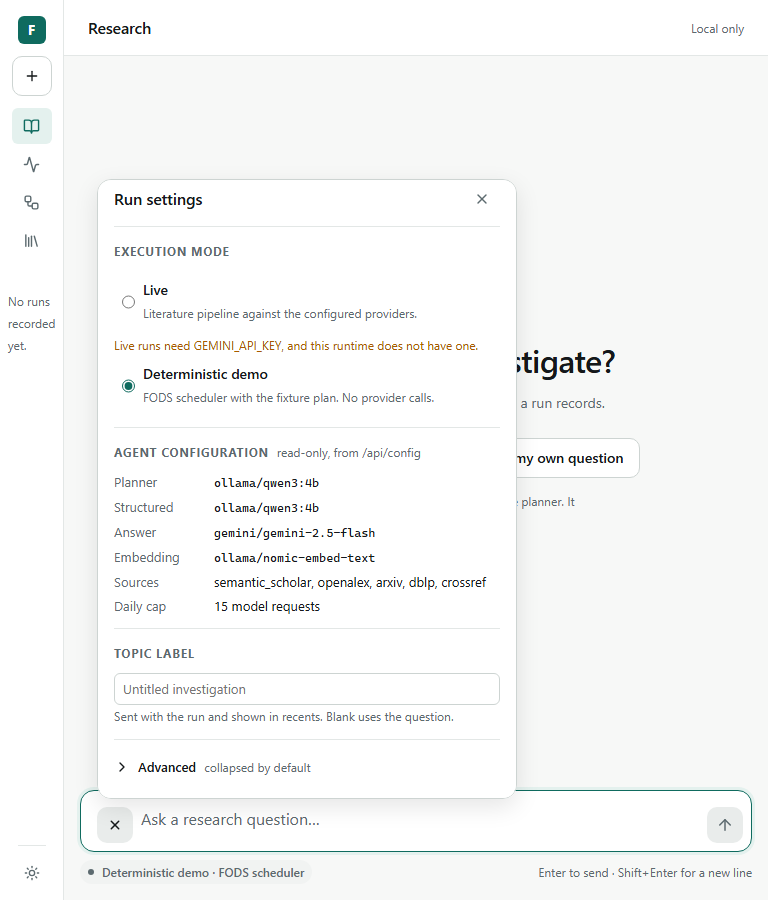 F
Research
Local only
No runs
recorded
yet.
Run settings
EXECUTION MODE
Live
Literature pipeline against the configured providers.
Live runs need GEMINI_API_KEY, and this runtime does not have one.
Deterministic demo
FODS scheduler with the fixture plan. No provider calls.
AGENT CONFIGURATION read-only, from /api/config
Planner ollama/qwen3:4b
Structured ollama/qwen3:4b
Answer gemini/gemini-2.5-flash
Embedding ollama/nomic-embed-text
Sources semantic_scholar, openalex, arxiv, dblp, crossref
Daily cap 15 model requests
TOPIC LABEL
Untitled investigation
Sent with the run and shown in recents. Blank uses the question.
Advanced collapsed by default
stigate?
a run records.
my own question
planner. It
Ask a research question...
Deterministic demo · FODS scheduler
Enter to send · Shift+Enter for a new line